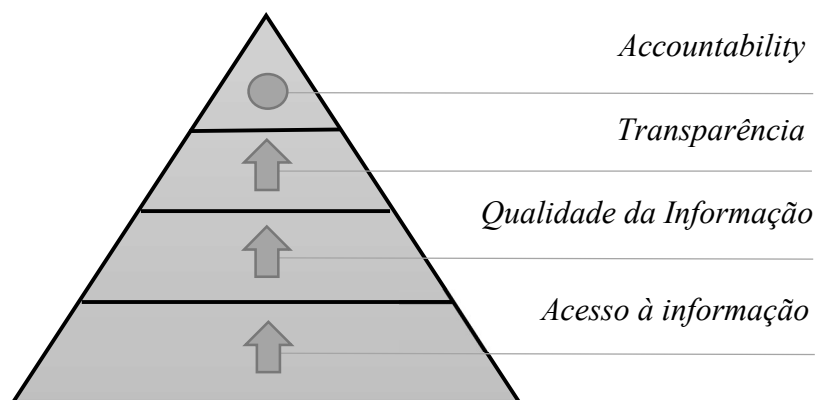 Accountability
Transparência
Qualidade da Informação
Acesso à informação